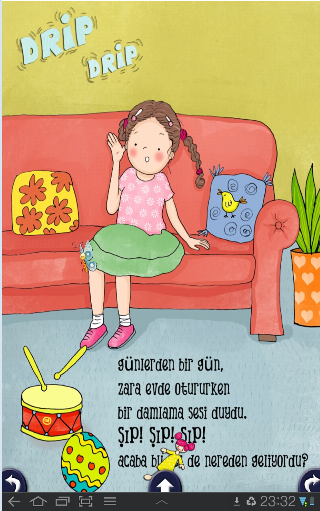 DRIP
DRIP
günlerden bir gün,
zara evde otururken
bir damlama sesi duydu.
ŞIP! ŞIP! ŞIP!
acaba bu de nereden geliyordu?
23:32